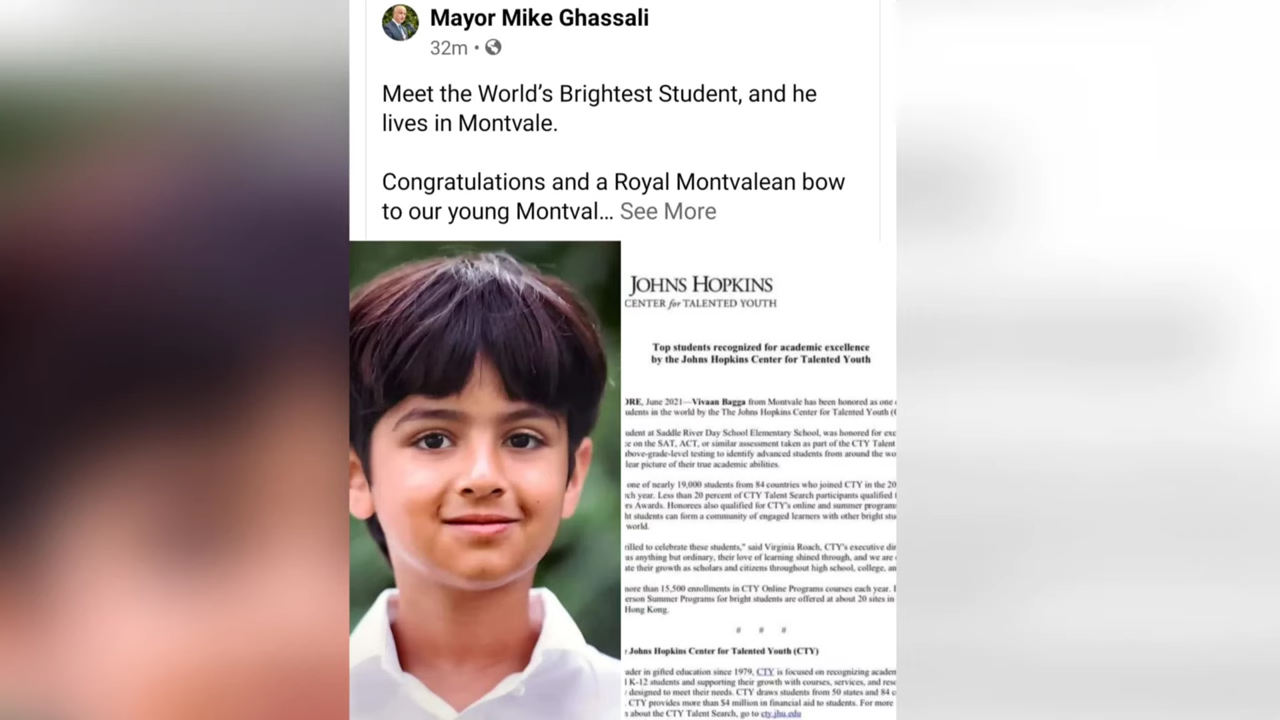 Mayor Mike Ghassali
32m •
Meet the World's Brightest Student, and he
lives in Montvale.
Congratulations and a Royal Montvalean bow
to our young Montval... See More
JOHNS HOPKINS
CENTER for TALENTED YOUTH
Top students recognized for academic excellence
by the Johns Hopkins Center for Talented Youth
ORE, June 2021—Vivaan Bagga from Montvale has been honored as one
udents in the world by the The Johns Hopkins Center for Talented Youth (
udent at Saddle River Day School Elementary School, was honored for exc
e on the SAT, ACT, or similar assessment taken as part of the CTY Talent
above-grade-level testing to identify advanced students from around the wo
lear picture of their true academic abilities.
one of nearly 19,000 students from 84 countries who joined CTY in the 20
ch year. Less than 20 percent of CTY Talent Search participants qualified
rs Awards. Honorees also qualified for CTY's online and summer program
ht students can form a community of engaged learners with other bright stu
world.
rilled to celebrate these students," said Virginia Roach, CTY's executive dir
as anything but ordinary, their love of learning shined through, and we are
ate their growth as scholars and citizens throughout high school, college, an
more than 15,500 enrollments in CTY Online Programs courses each year.
erson Summer Programs for bright students are offered at about 20 sites in
Hong Kong.
# # #
Johns Hopkins Center for Talented Youth (CTY)
ader in gifted education since 1979, CTY is focused on recognizing academ
K-12 students and supporting their growth with courses, services, and rese
designed to meet their needs. CTY draws students from 50 states and 84 c
CTY provides more than $4 million in financial aid to students. For more
s about the CTY Talent Search, go to cty.jhu.edu